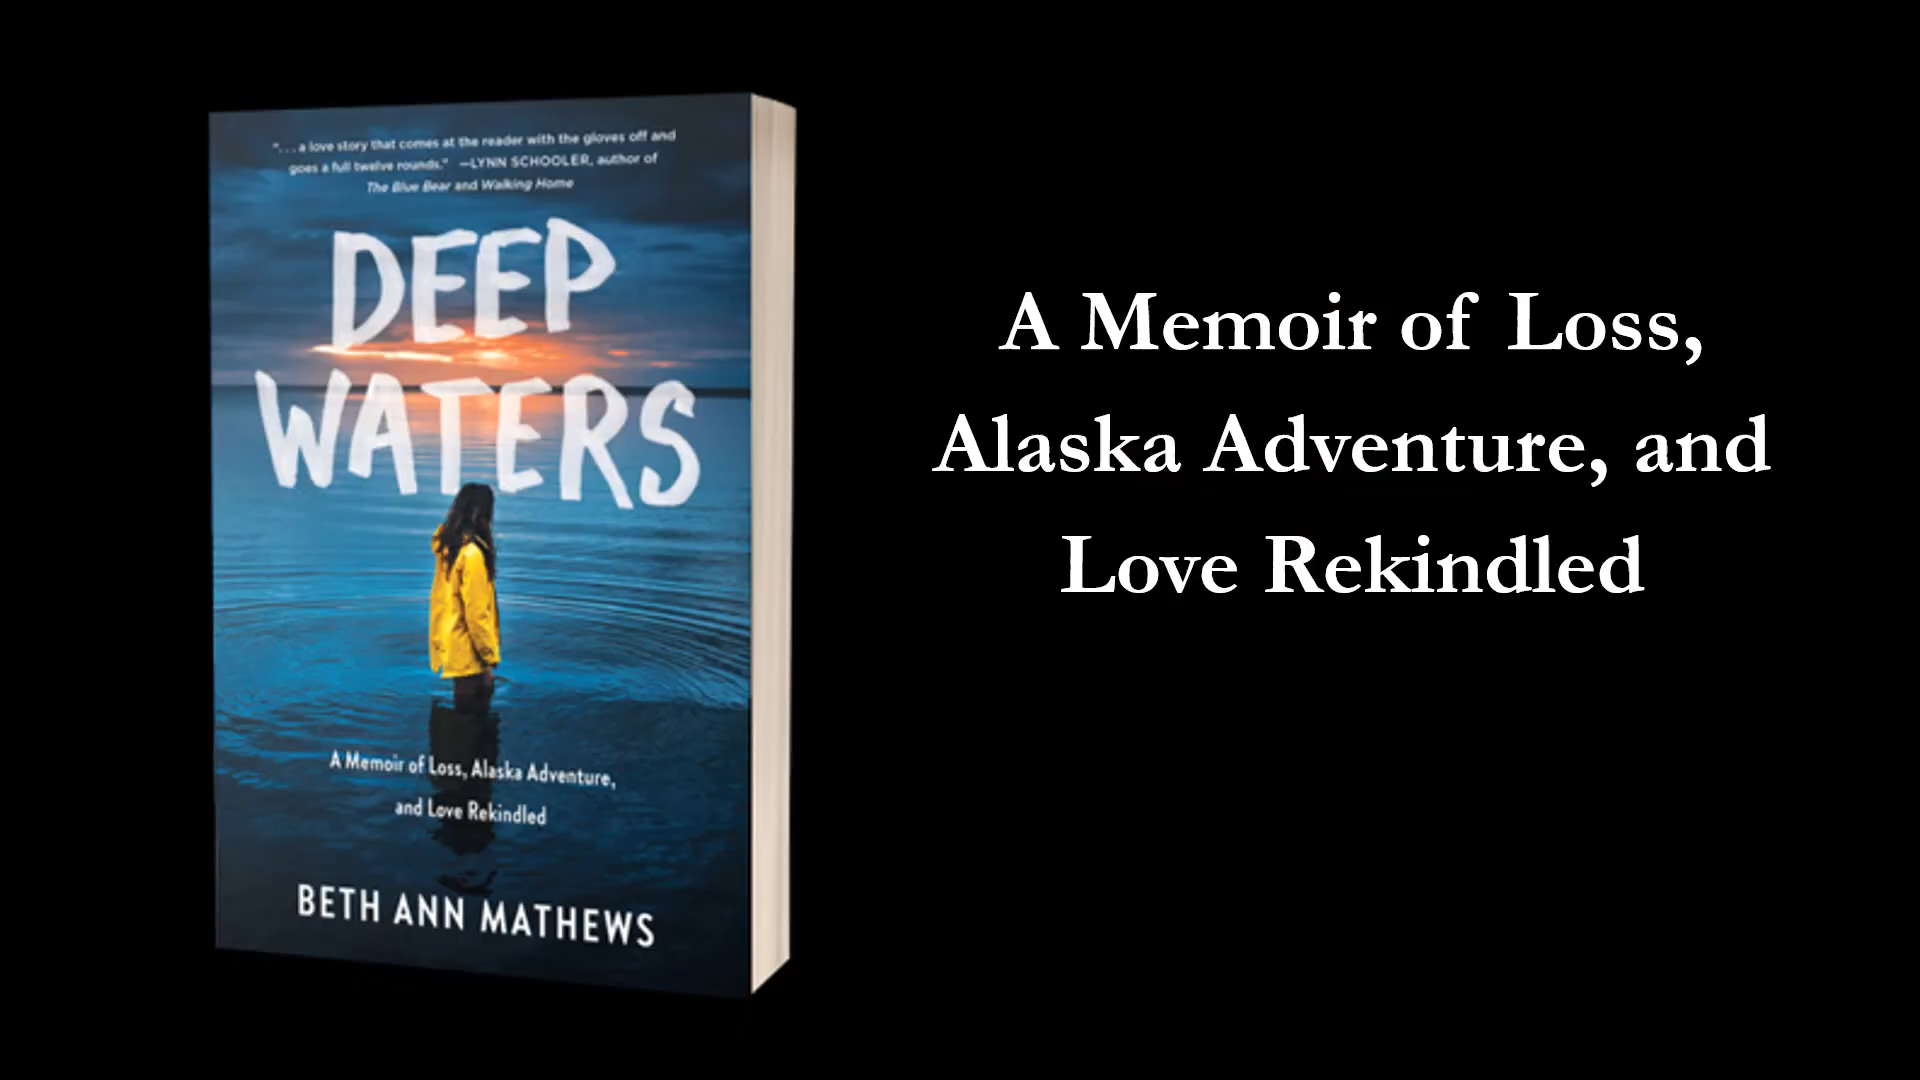 “. . . a love story that comes at the reader with the gloves off and
goes a full twelve rounds.” —LYNN SCHOOLER, author of
The Blue Bear and Walking Home
DEEP
WATERS
A Memoir of Loss, Alaska Adventure,
and Love Rekindled
BETH ANN MATHEWS
A Memoir of Loss,
Alaska Adventure, and
Love Rekindled